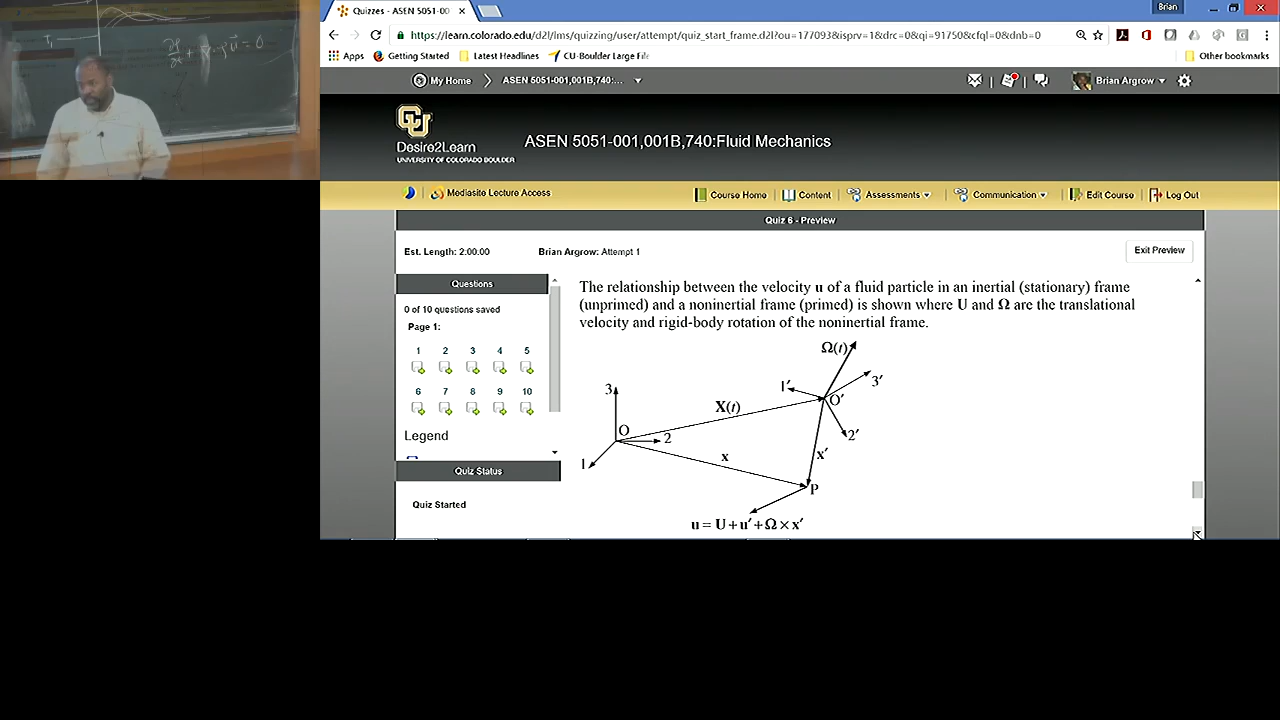 ∂ρ/∂t + ∇·ρu⃗ = 0
Quizzes - ASEN 5051-001
Brian
https://learn.colorado.edu/d2l/lms/quizzing/user/attempt/quiz_start_frame.d2l?ou=177093&isprv=1&drc=0&qi=91750&cfql=0&dnb=0
Apps Getting Started Latest Headlines CU-Boulder Large File Other bookmarks
My Home ASEN 5051-001,001B,740:... Brian Argrow
CU
Desire2Learn
UNIVERSITY OF COLORADO BOULDER
ASEN 5051-001,001B,740:Fluid Mechanics
Mediasite Lecture Access Course Home Content Assessments Communication Edit Course Log Out
Quiz 6 - Preview
Est. Length: 2:00:00 Brian Argrow: Attempt 1 Exit Preview
Questions
0 of 10 questions saved
Page 1:
1 2 3 4 5
6 7 8 9 10
Legend
Quiz Status
Quiz Started
The relationship between the velocity u of a fluid particle in an inertial (stationary) frame
(unprimed) and a noninertial frame (primed) is shown where U and Ω are the translational
velocity and rigid-body rotation of the noninertial frame.
Ω(t)
3′
1′
O′
2′
X(t)
3
O
2
1
x
x′
P
u = U + u′ + Ω × x′